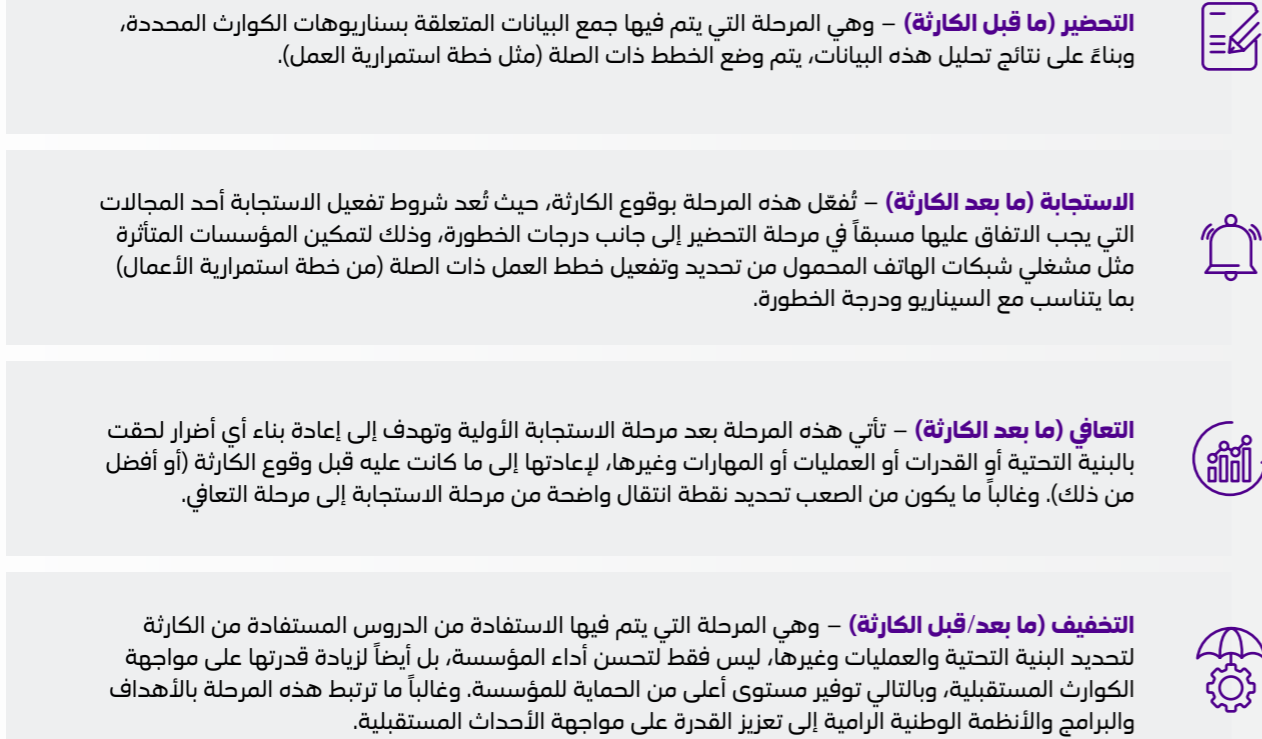 التحضير (ما قبل الكارثة) – وهي المرحلة التي يتم فيها جمع البيانات المتعلقة بسناريوهات الكوارث المحددة،
وبناءً على نتائج تحليل هذه البيانات، يتم وضع الخطط ذات الصلة (مثل خطة استمرارية العمل).
الاستجابة (ما بعد الكارثة) – تُفعّل هذه المرحلة بوقوع الكارثة، حيث تُعد شروط تفعيل الاستجابة أحد المجالات
التي يجب الاتفاق عليها مسبقاً في مرحلة التحضير إلى جانب درجات الخطورة، وذلك لتمكين المؤسسات المتأثرة
مثل مشغلي شبكات الهاتف المحمول من تحديد وتفعيل خطط العمل ذات الصلة (من خطة استمرارية الأعمال)
بما يتناسب مع السيناريو ودرجة الخطورة.
التعافي (ما بعد الكارثة) – تأتي هذه المرحلة بعد مرحلة الاستجابة الأولية وتهدف إلى إعادة بناء أي أضرار لحقت
بالبنية التحتية أو القدرات أو العمليات أو المهارات وغيرها، لإعادتها إلى ما كانت عليه قبل وقوع الكارثة (أو أفضل
من ذلك). وغالباً ما يكون من الصعب تحديد نقطة انتقال واضحة من مرحلة الاستجابة إلى مرحلة التعافي.
التخفيف (ما بعد/قبل الكارثة) – وهي المرحلة التي يتم فيها الاستفادة من الدروس المستفادة من الكارثة
لتحديد البنية التحتية والعمليات وغيرها، ليس فقط لتحسن أداء المؤسسة، بل أيضاً لزيادة قدرتها على مواجهة
الكوارث المستقبلية، وبالتالي توفير مستوى أعلى من الحماية للمؤسسة. وغالباً ما ترتبط هذه المرحلة بالأهداف
والبرامج والأنظمة الوطنية الرامية إلى تعزيز القدرة على مواجهة الأحداث المستقبلية.